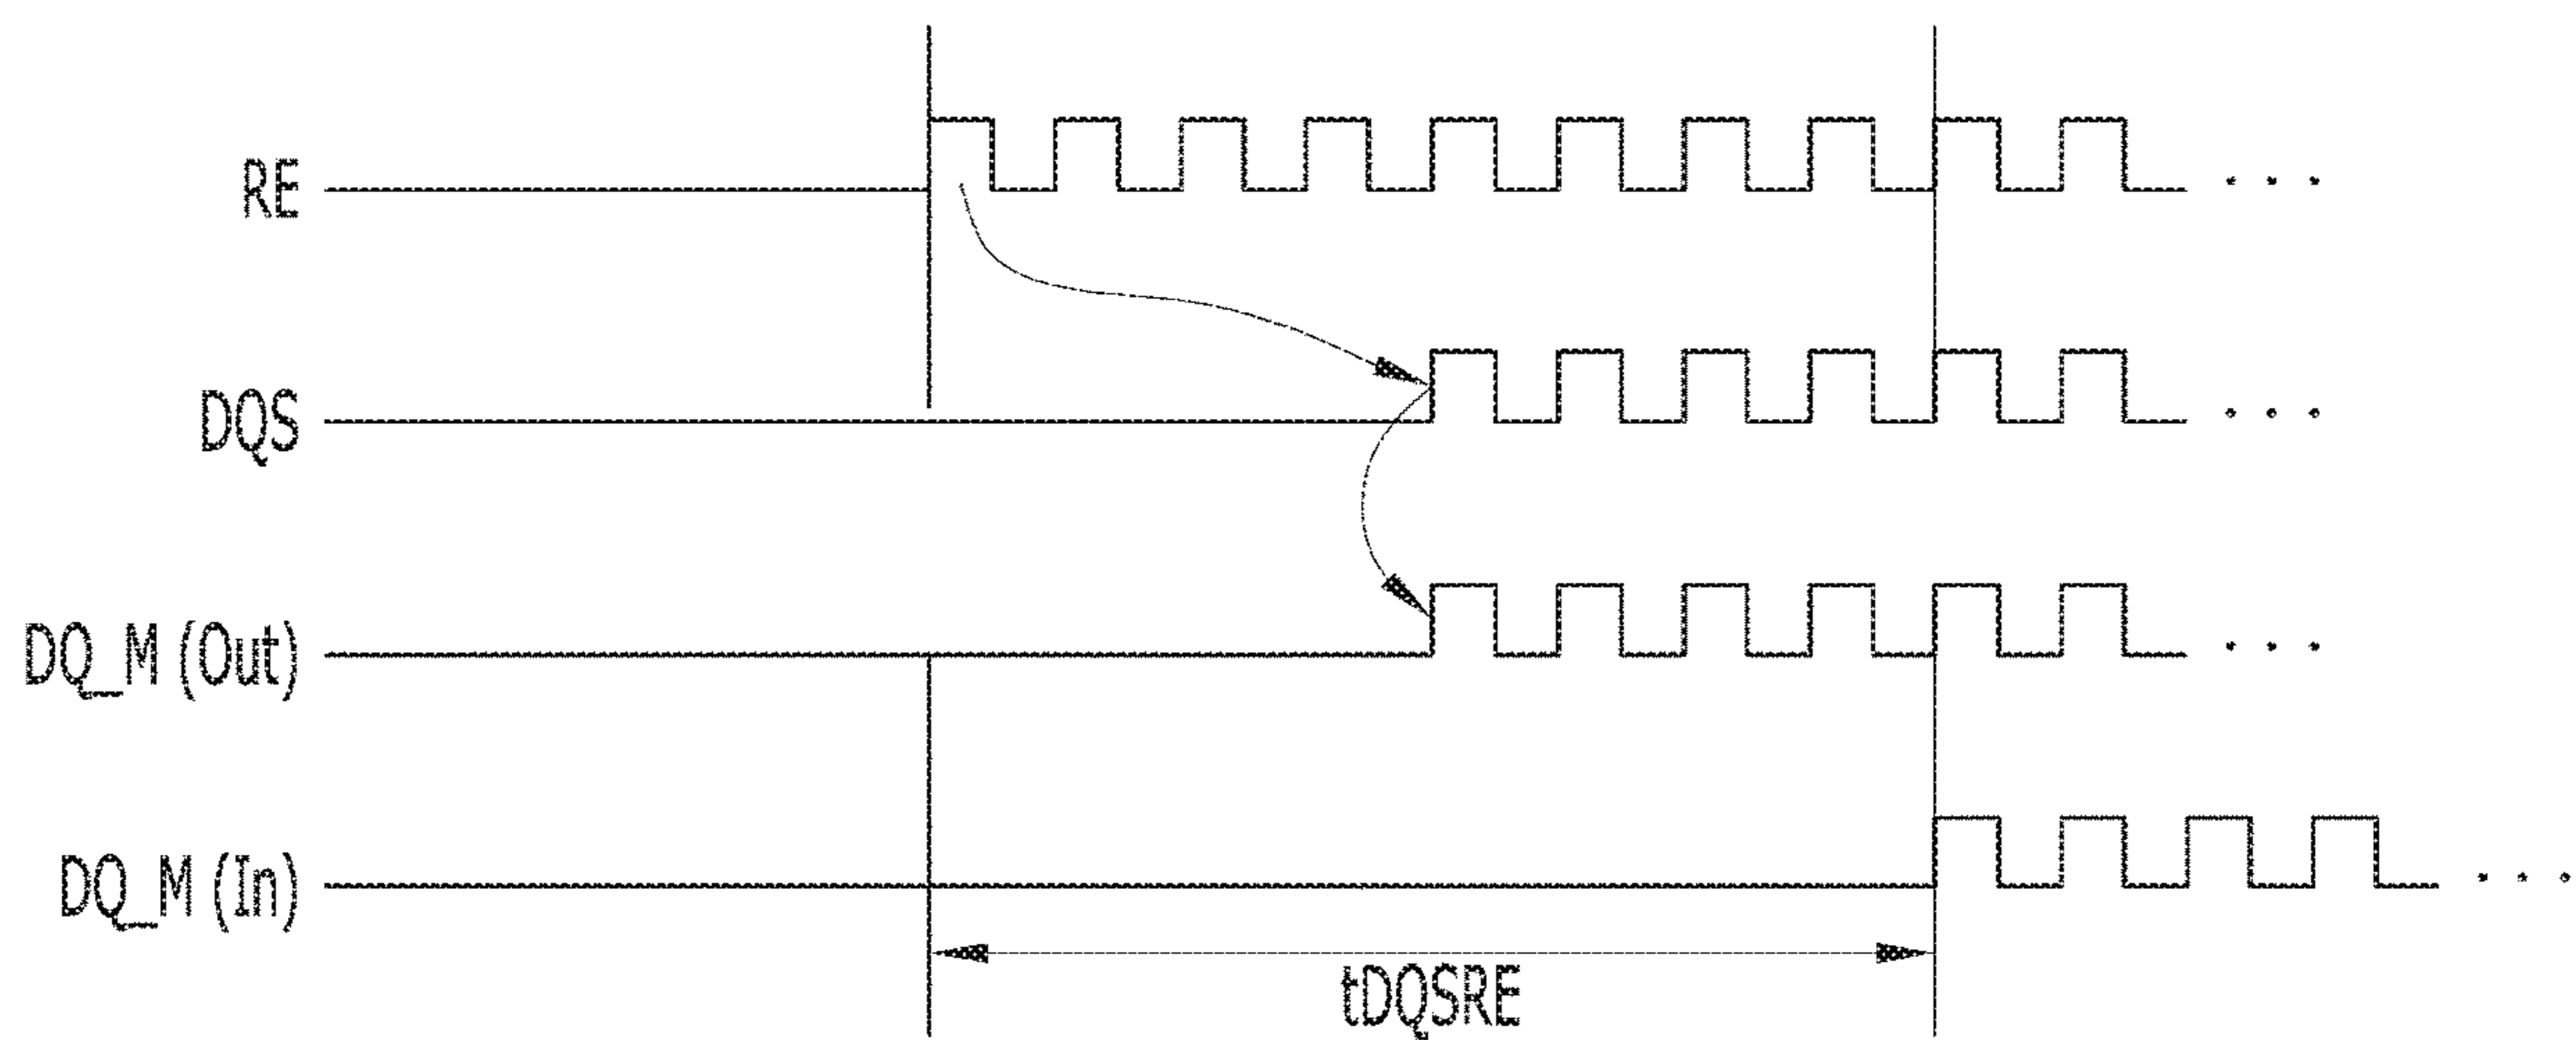 RE
. . .
DQS
. . .
DQ_M (Out)
. . .
DQ_M (In)
. . .
tDQSRE